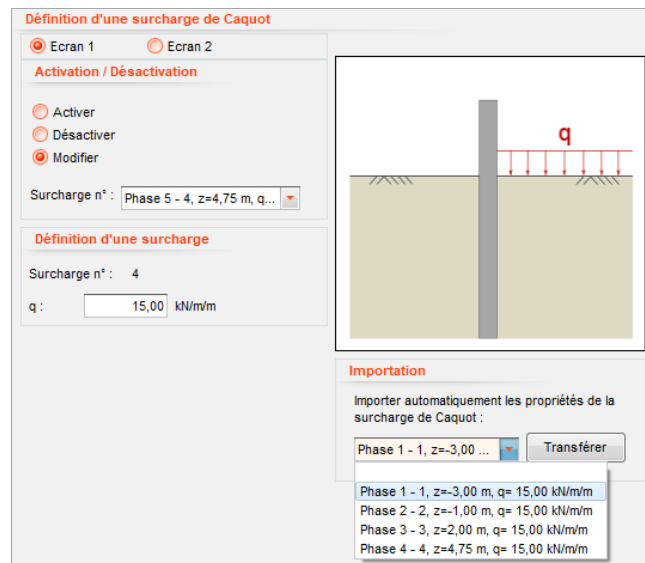 Définition d'une surcharge de Caquot
Ecran 1 Ecran 2
Activation / Désactivation
Activer
Désactiver
Modifier
Surcharge n° : Phase 5 - 4, z=4,75 m, q...
Définition d'une surcharge
Surcharge n° : 4
q : 15,00 kN/m/m
q
Importation
Importer automatiquement les propriétés de la
surcharge de Caquot :
Phase 1 - 1, z=-3,00 ... Transférer
Phase 1 - 1, z=-3,00 m, q= 15,00 kN/m/m
Phase 2 - 2, z=-1,00 m, q= 15,00 kN/m/m
Phase 3 - 3, z=2,00 m, q= 15,00 kN/m/m
Phase 4 - 4, z=4,75 m, q= 15,00 kN/m/m